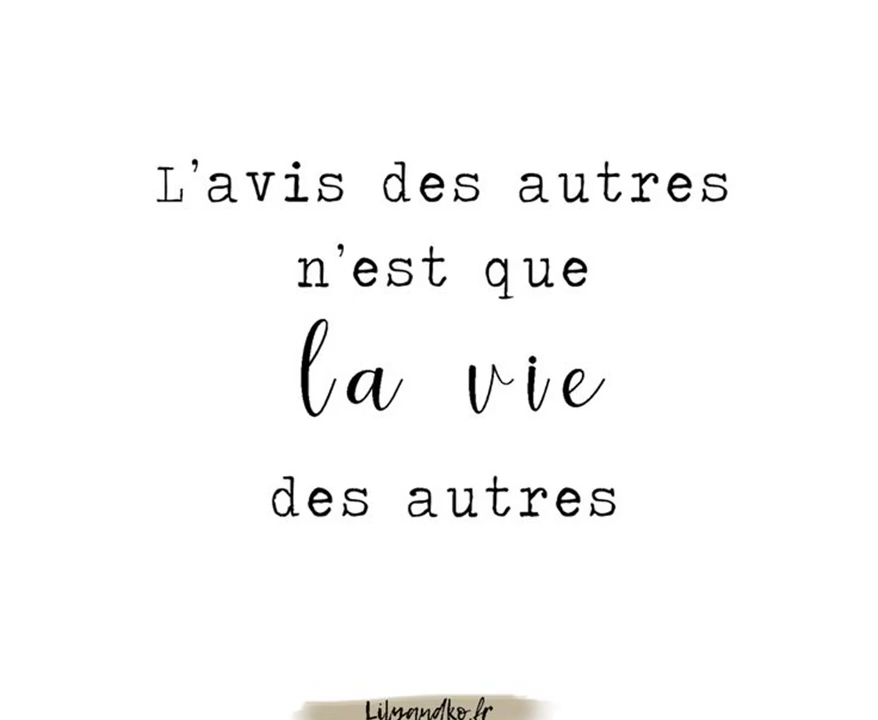 L'avis des autres
n'est que
la vie
des autres
Lilyandko.fr